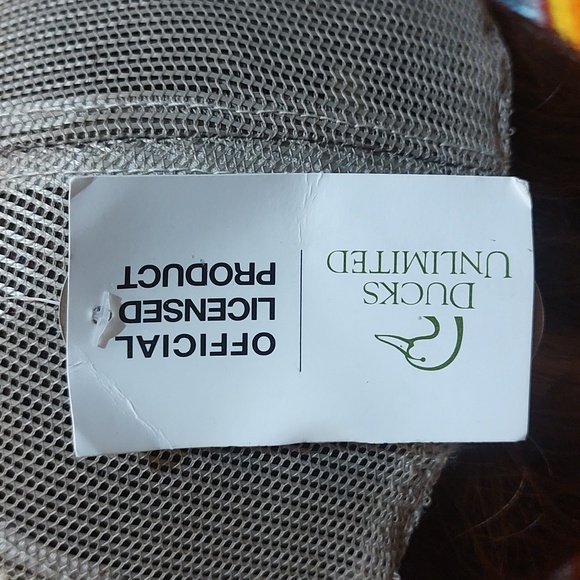 DUCKS
UNLIMITED
OFFICIAL
LICENSED
PRODUCT